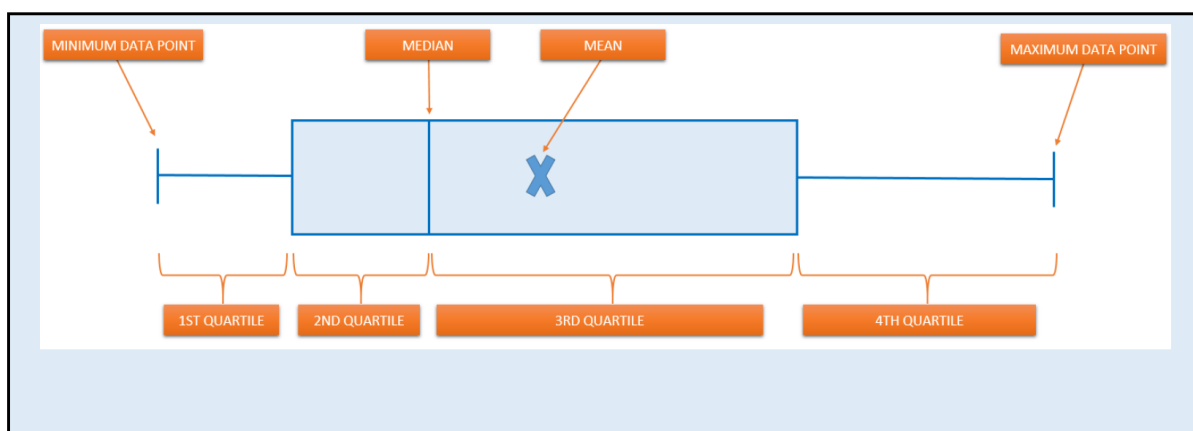 MINIMUM DATA POINT
MEDIAN
MEAN
MAXIMUM DATA POINT
1ST QUARTILE
2ND QUARTILE
3RD QUARTILE
4TH QUARTILE